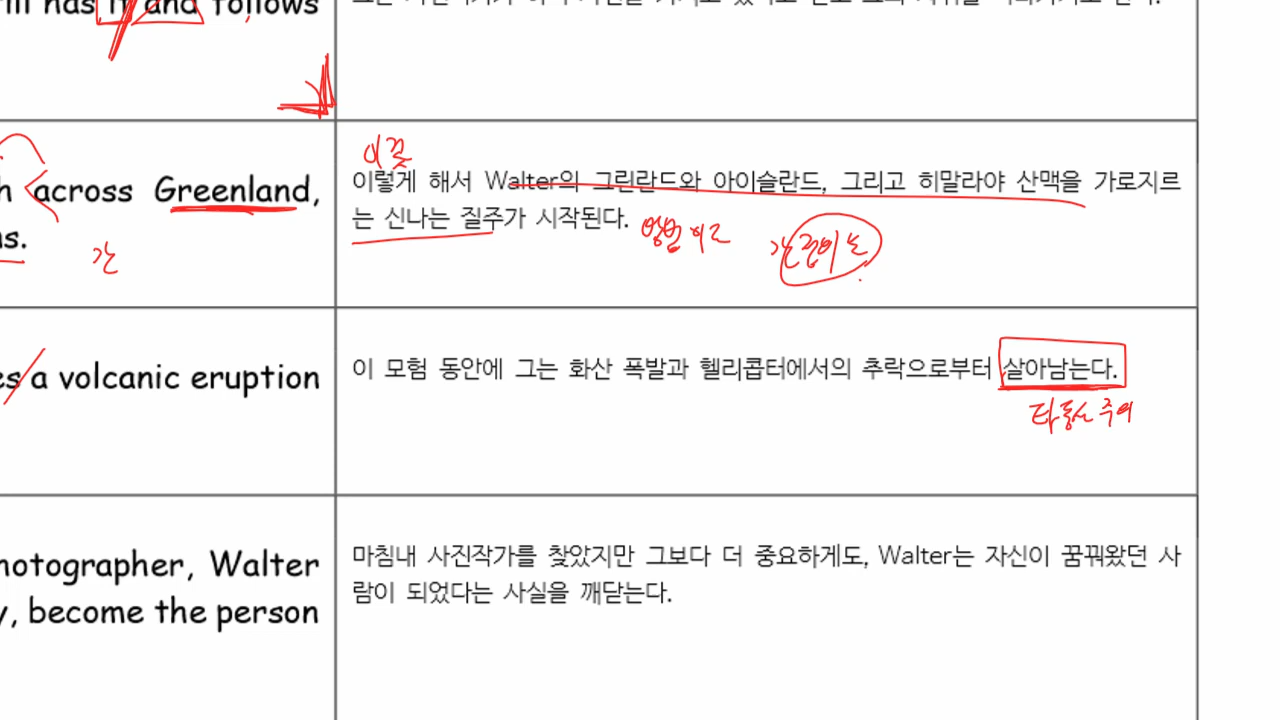 till has it and follows
h across Greenland,
ns.
간
이렇게 해서 Walter의 그린란드와 아이슬란드, 그리고 히말라야 산맥을 가로지르
는 신나는 질주가 시작된다.
es a volcanic eruption
이 모험 동안에 그는 화산 폭발과 헬리콥터에서의 추락으로부터 살아남는다.
타동사 주의
hotographer, Walter
y, become the person
마침내 사진작가를 찾았지만 그보다 더 중요하게도, Walter는 자신이 꿈꿔왔던 사
람이 되었다는 사실을 깨닫는다.